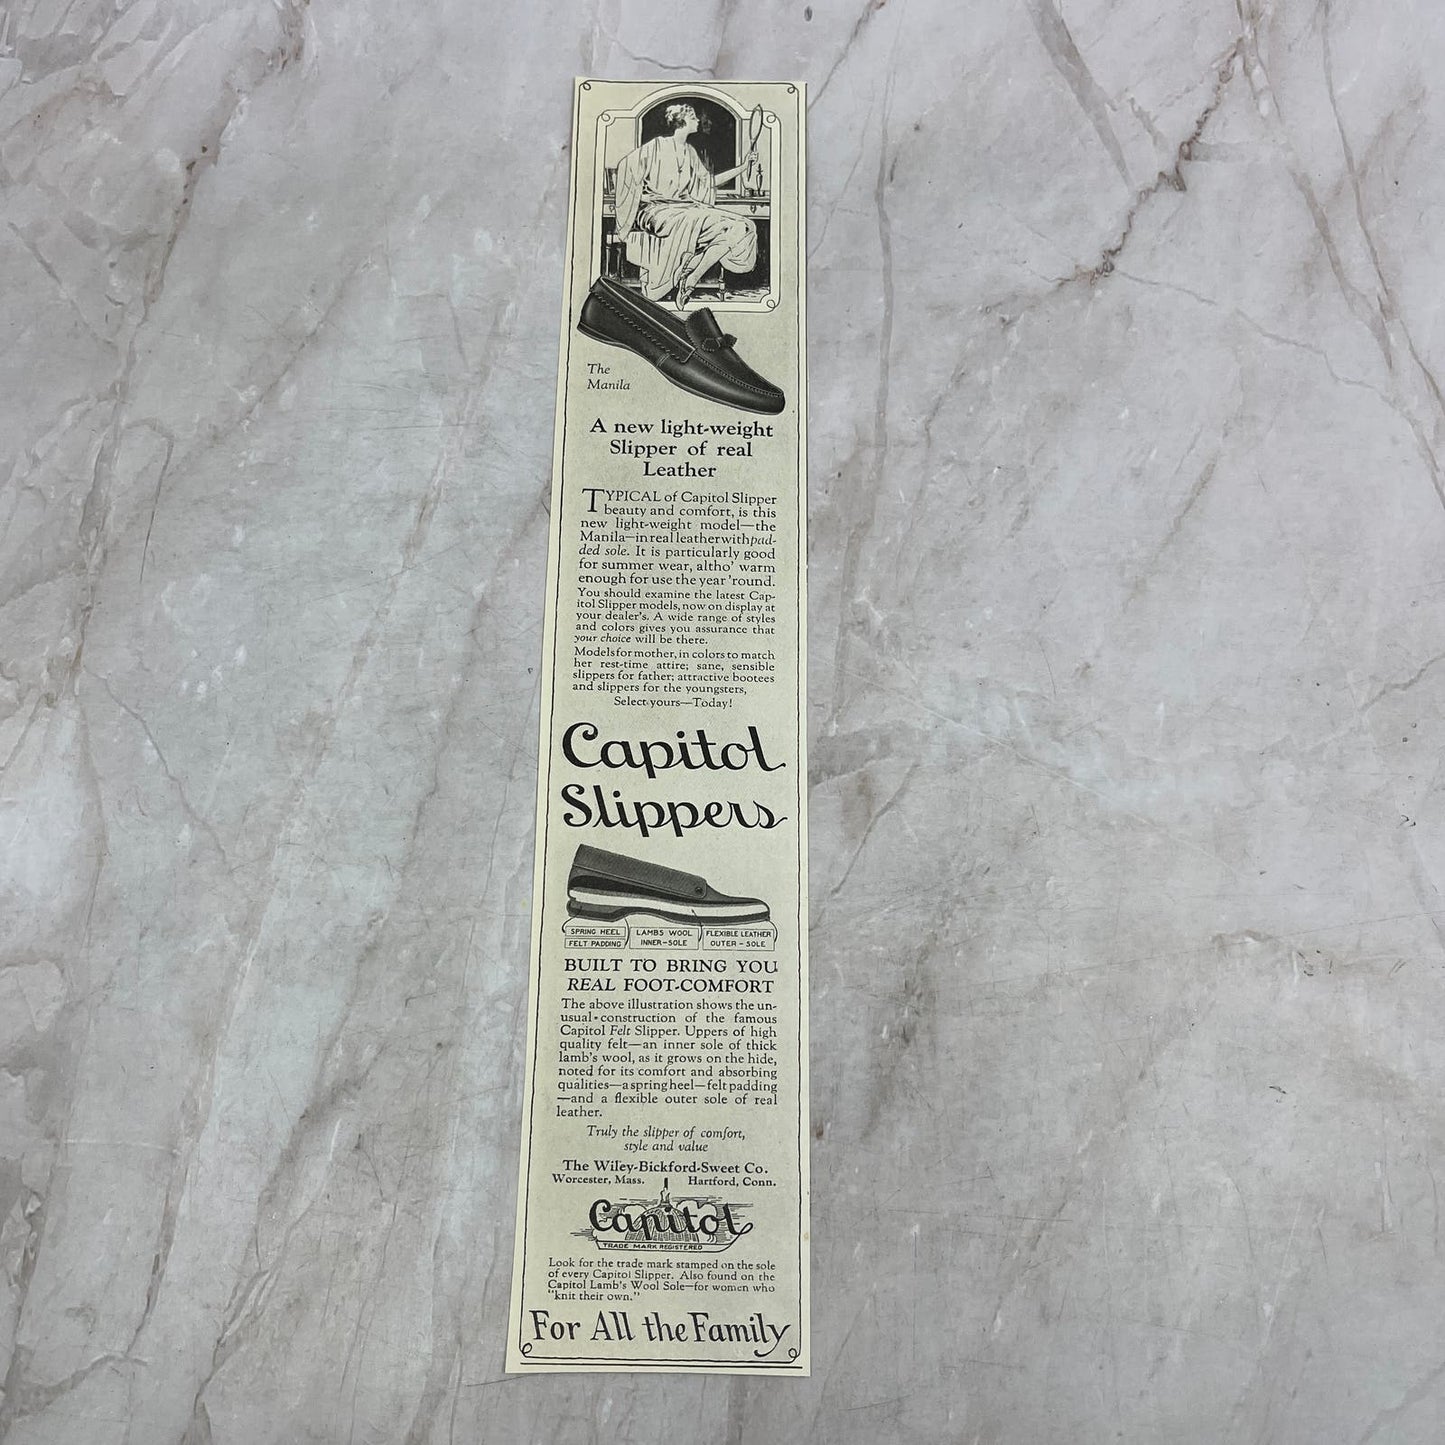 The
Manila
A new light-weight
Slipper of real
Leather
TYPICAL of Capitol Slipper
beauty and comfort, is this
new light-weight model—the
Manila—in real leather with pad-
ded sole. It is particularly good
for summer wear, altho' warm
enough for use the year 'round.
You should examine the latest Cap-
itol Slipper models, now on display at
your dealer's. A wide range of styles
and colors gives you assurance that
your choice will be there.
Models for mother, in colors to match
her rest-time attire; sane, sensible
slippers for father; attractive bootees
and slippers for the youngsters,
Select yours—Today!
Capitol
Slippers
SPRING HEEL LAMBS WOOL FLEXIBLE LEATHER
FELT PADDING INNER-SOLE OUTER-SOLE
BUILT TO BRING YOU
REAL FOOT-COMFORT
The above illustration shows the un-
usual construction of the famous
Capitol Felt Slipper. Uppers of high
quality felt—an inner sole of thick
lamb's wool, as it grows on the hide,
noted for its comfort and absorbing
qualities—a spring heel—felt padding
—and a flexible outer sole of real
leather.
Truly the slipper of comfort,
style and value
The Wiley-Bickford-Sweet Co.
Worcester, Mass. Hartford, Conn.
Capitol
TRADE MARK REGISTERED
Look for the trade mark stamped on the sole
of every Capitol Slipper. Also found on the
Capitol Lamb's Wool Sole—for women who
"knit their own."
For All the Family